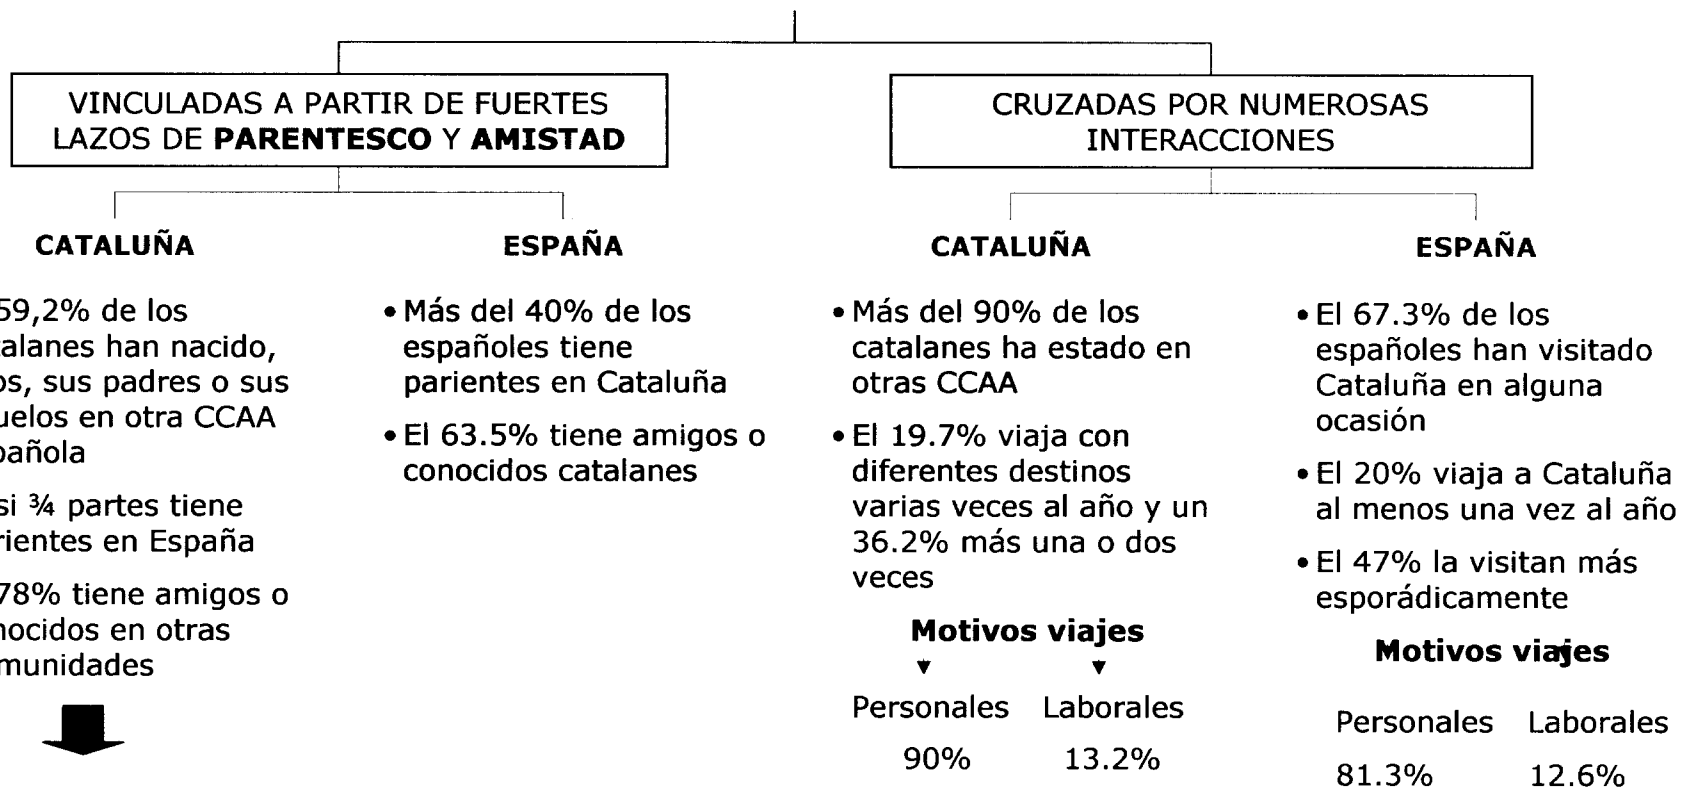 VINCULADAS A PARTIR DE FUERTES
LAZOS DE PARENTESCO Y AMISTAD
CATALUÑA
59,2% de los
talanes han nacido,
os, sus padres o sus
uelos en otra CCAA
pañola
si ¾ partes tiene
rientes en España
78% tiene amigos o
nocidos en otras
munidades
ESPAÑA
• Más del 40% de los
españoles tiene
parientes en Cataluña
• El 63.5% tiene amigos o
conocidos catalanes
CRUZADAS POR NUMEROSAS
INTERACCIONES
CATALUÑA
• Más del 90% de los
catalanes ha estado en
otras CCAA
• El 19.7% viaja con
diferentes destinos
varias veces al año y un
36.2% más una o dos
veces
Motivos viajes
Personales Laborales
90% 13.2%
ESPAÑA
• El 67.3% de los
españoles han visitado
Cataluña en alguna
ocasión
• El 20% viaja a Cataluña
al menos una vez al año
• El 47% la visitan más
esporádicamente
Motivos viajes
Personales Laborales
81.3% 12.6%